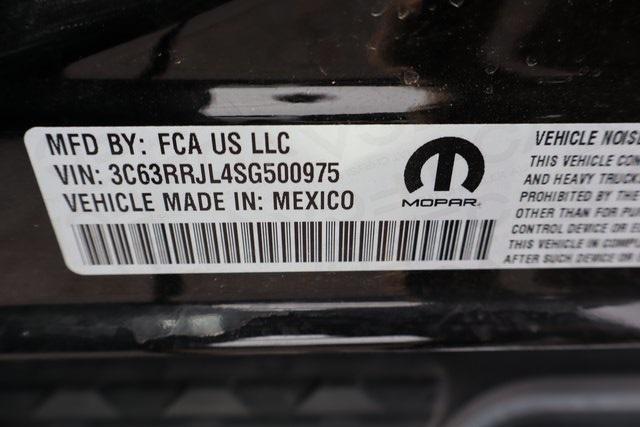 MFD BY: FCA US LLC
VIN: 3C63RRJL4SG500975
VEHICLE MADE IN: MEXICO
MOPAR
VEHICLE NOISE
THIS VEHICLE
AND HEAVY TRUCK
PROHIBITED BY THE
OTHER THAN FOR
CONTROL DEVICE OR
THIS VEHICLE IN
AFTER SUCH DEVICE